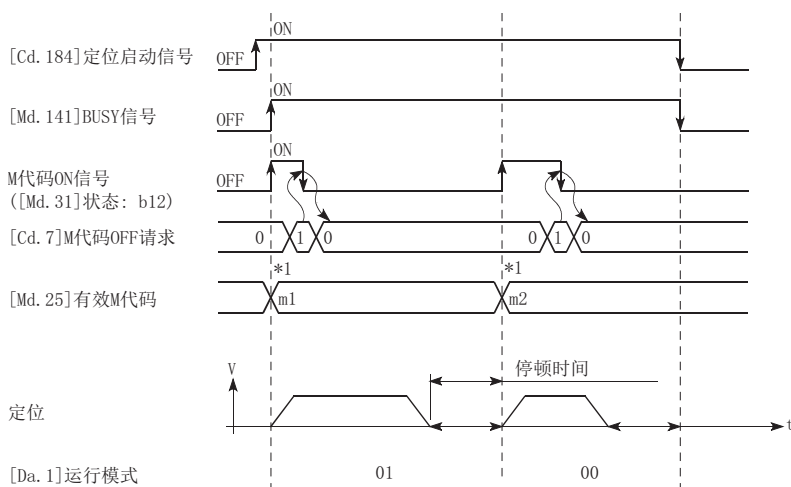 ON
[Cd.184]定位启动信号 OFF
ON
[Md.141]BUSY信号 OFF
ON
M代码ON信号 OFF
([Md.31]状态: b12)
[Cd.7]M代码OFF请求 0 1 0 0 1 0
*1 *1
[Md.25]有效M代码 m1 m2
V 停顿时间
定位 t
[Da.1]运行模式 01 00